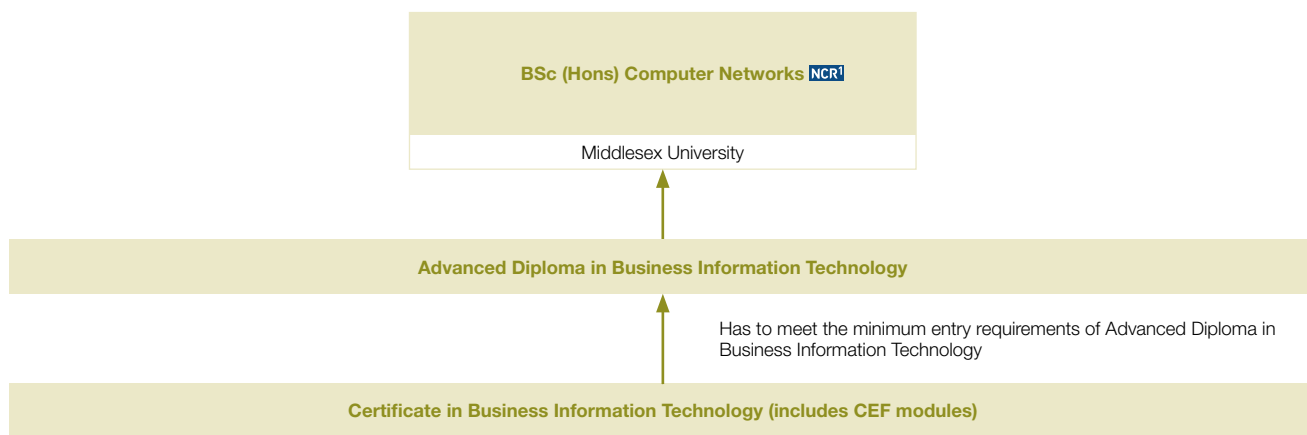 BSc (Hons) Computer Networks NCR1
Middlesex University
Advanced Diploma in Business Information Technology
Has to meet the minimum entry requirements of Advanced Diploma in
Business Information Technology
Certificate in Business Information Technology (includes CEF modules)